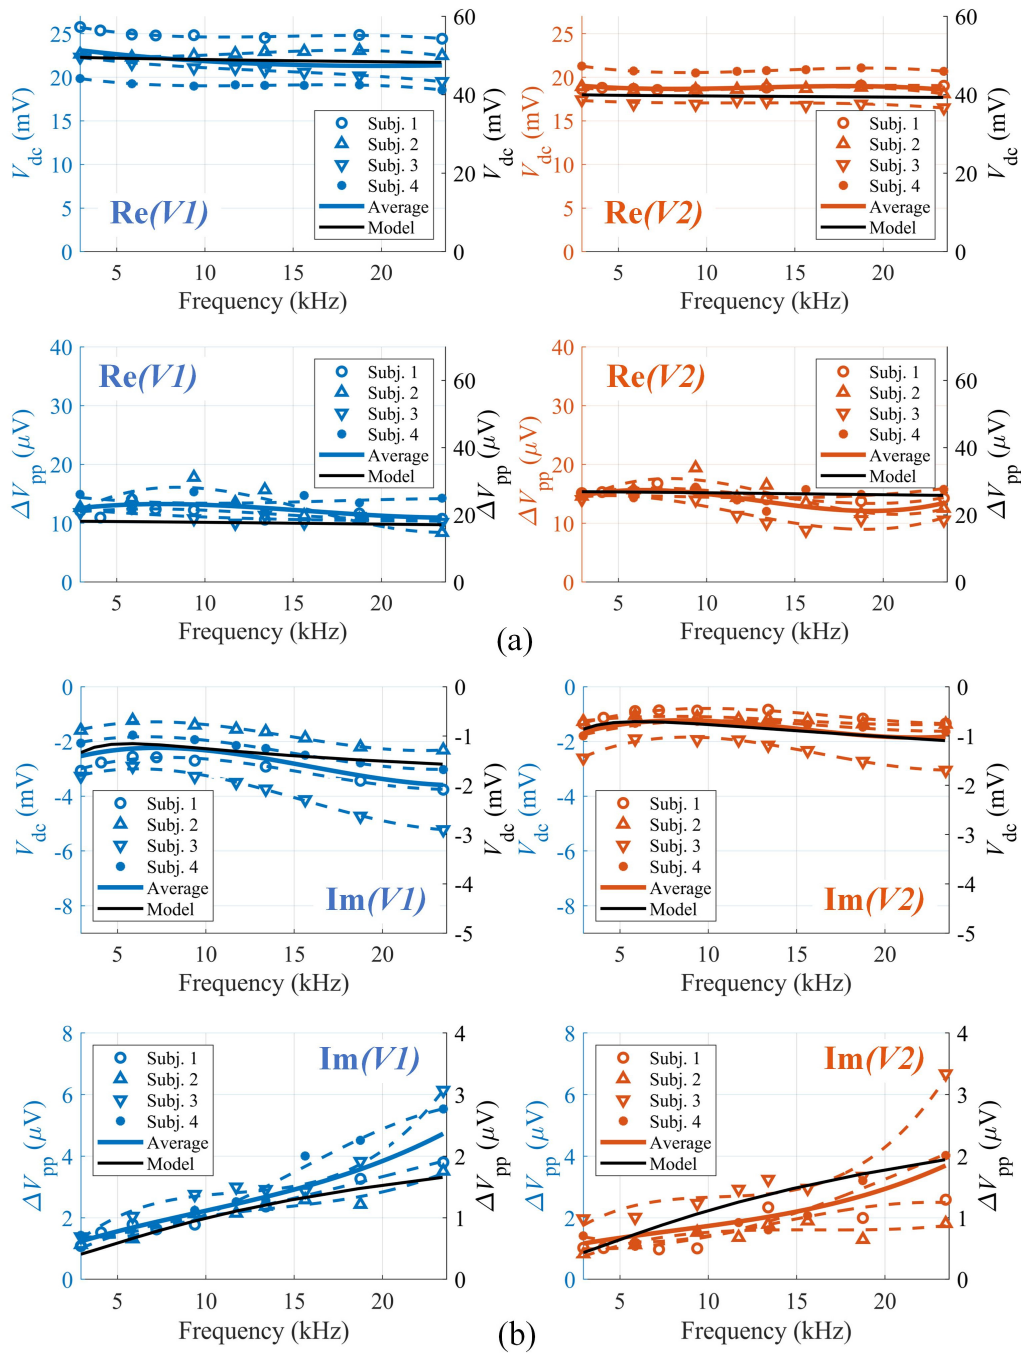 25
20
15
10
5
0
V_dc (mV)
60
40
20
0
V_dc (mV)
Subj. 1
Subj. 2
Subj. 3
Subj. 4
Average
Model
Re(V1)
5 10 15 20
Frequency (kHz)
25
20
15
10
5
0
V_dc (mV)
60
40
20
0
V_dc (mV)
Subj. 1
Subj. 2
Subj. 3
Subj. 4
Average
Model
Re(V2)
5 10 15 20
Frequency (kHz)
40
30
20
10
0
ΔV_pp (μV)
60
40
20
0
ΔV_pp (μV)
Re(V1)
Subj. 1
Subj. 2
Subj. 3
Subj. 4
Average
Model
5 10 15 20
Frequency (kHz)
40
30
20
10
0
ΔV_pp (μV)
60
40
20
0
ΔV_pp (μV)
Re(V2)
Subj. 1
Subj. 2
Subj. 3
Subj. 4
Average
Model
5 10 15 20
Frequency (kHz)
(a)
0
-2
-4
-6
-8
V_dc (mV)
0
-1
-2
-3
-4
-5
V_dc (mV)
Subj. 1
Subj. 2
Subj. 3
Subj. 4
Average
Model
Im(V1)
5 10 15 20
Frequency (kHz)
0
-2
-4
-6
-8
V_dc (mV)
0
-1
-2
-3
-4
-5
V_dc (mV)
Subj. 1
Subj. 2
Subj. 3
Subj. 4
Average
Model
Im(V2)
5 10 15 20
Frequency (kHz)
8
6
4
2
0
ΔV_pp (μV)
4
3
2
1
0
ΔV_pp (μV)
Subj. 1
Subj. 2
Subj. 3
Subj. 4
Average
Model
Im(V1)
5 10 15 20
Frequency (kHz)
8
6
4
2
0
ΔV_pp (μV)
4
3
2
1
0
ΔV_pp (μV)
Subj. 1
Subj. 2
Subj. 3
Subj. 4
Average
Model
Im(V2)
5 10 15 20
Frequency (kHz)
(b)